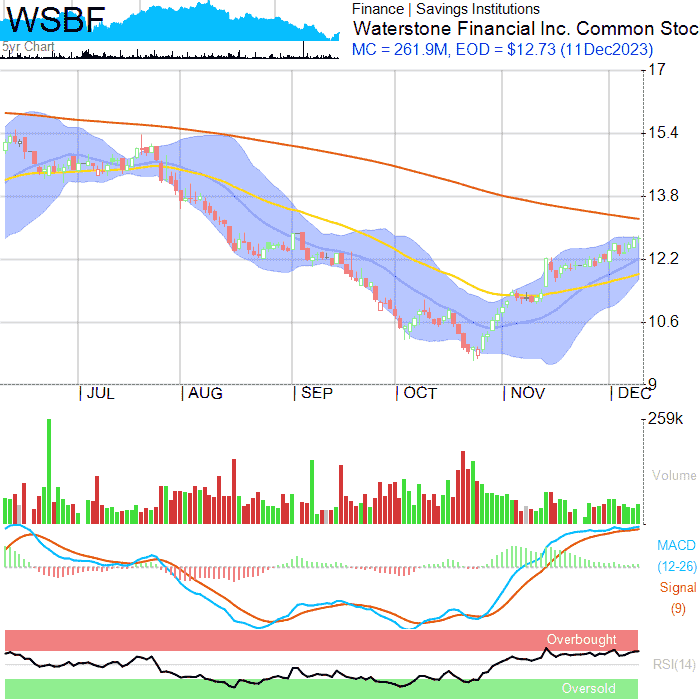 WSBF
5yr Chart
Finance | Savings Institutions
Waterstone Financial Inc. Common Stoc
MC = 261.9M, EOD = $12.73 (11Dec2023)
17
15.4
13.8
12.2
10.6
9
JUL
AUG
SEP
OCT
NOV
DEC
259k
Volume
MACD
(12-26)
Signal
(9)
Overbought
RSI(14)
Oversold